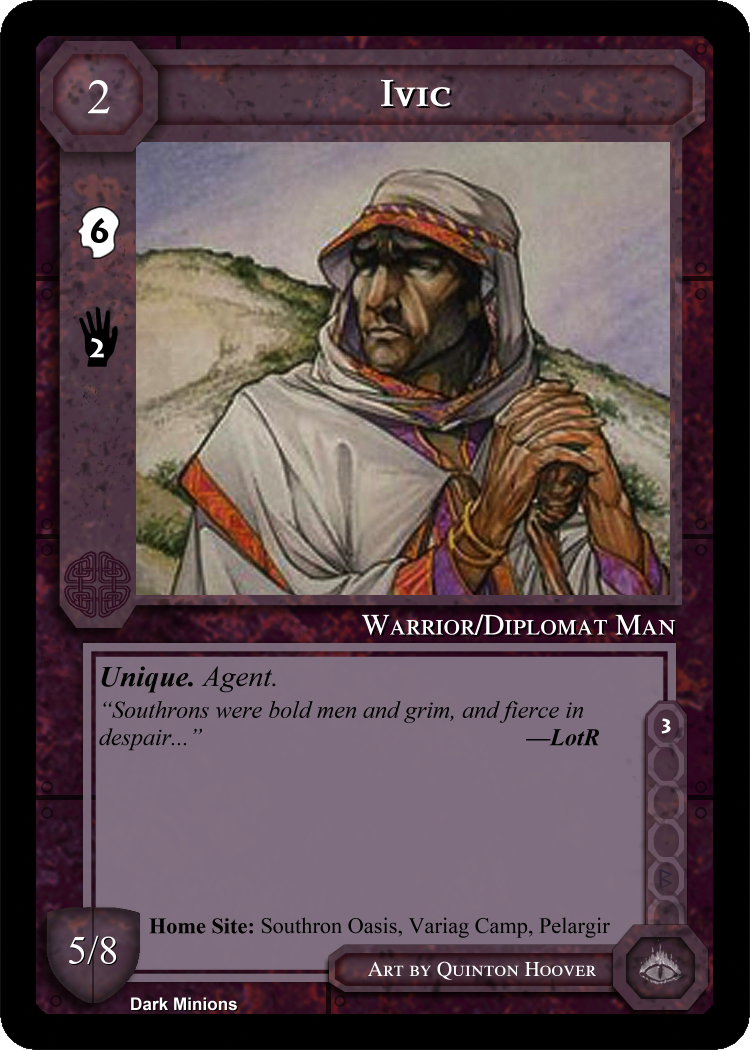 2
Ivic
6
2
Warrior/Diplomat Man
Unique. Agent.
“Southrons were bold men and grim, and fierce in
despair...” —LotR
3
Home Site: Southron Oasis, Variag Camp, Pelargir
5/8
Art by Quinton Hoover
Dark Minions